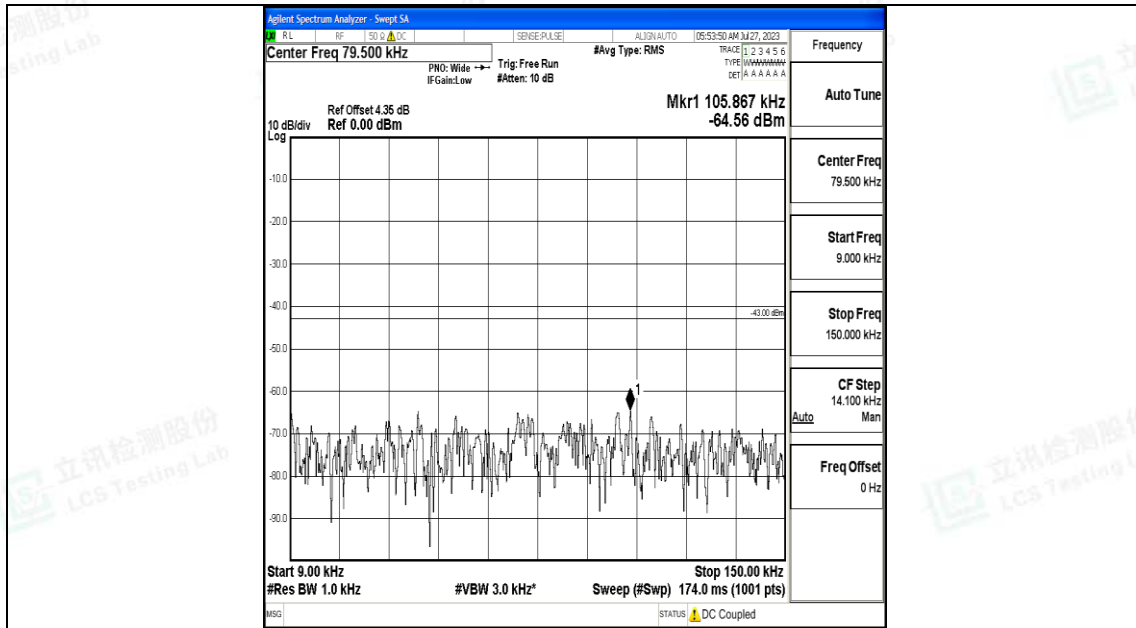 Agilent Spectrum Analyzer - Swept SA
LXI RL RF 50 Ω DC SENSE:PULSE ALIGN AUTO 05:53:50 AM Jul 27, 2023
Center Freq 79.500 kHz
#Avg Type: RMS
TRACE 1 2 3 4 5 6
TYPE
DET A A A A A A
PNO: Wide
IFGain:Low
Trig: Free Run
#Atten: 10 dB
Mkr1 105.867 kHz
-64.56 dBm
Ref Offset 4.35 dB
10 dB/div Ref 0.00 dBm
Log
-10.0
-20.0
-30.0
-40.0
-43.00 dBm
-50.0
-60.0
1
-70.0
-80.0
-90.0
Start 9.00 kHz Stop 150.00 kHz
#Res BW 1.0 kHz #VBW 3.0 kHz* Sweep (#Swp) 174.0 ms (1001 pts)
MSG STATUS DC Coupled
Frequency
Auto Tune
Center Freq
79.500 kHz
Start Freq
9.000 kHz
Stop Freq
150.000 kHz
CF Step
14.100 kHz
Auto Man
Freq Offset
0 Hz
立讯检测股份
LCS Testing Lab
立讯检测股份
LCS Testing L